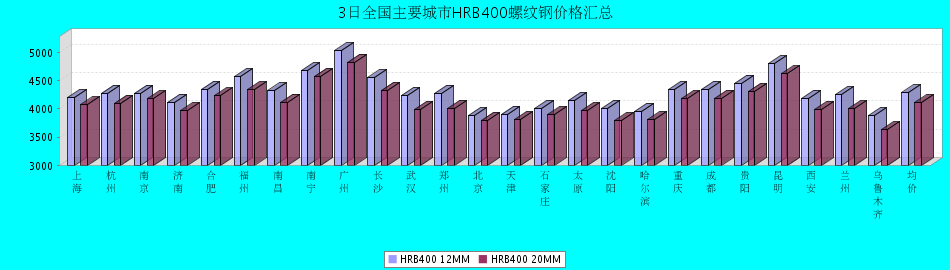 3日全国主要城市HRB400螺纹钢价格汇总
5000
4500
4000
3500
3000
上海
杭州
南京
济南
合肥
福州
南昌
南宁
广州
长沙
武汉
郑州
北京
天津
石家庄
太原
沈阳
哈尔滨
重庆
成都
贵阳
昆明
西安
兰州
乌鲁木齐
均价
HRB400 12MM HRB400 20MM